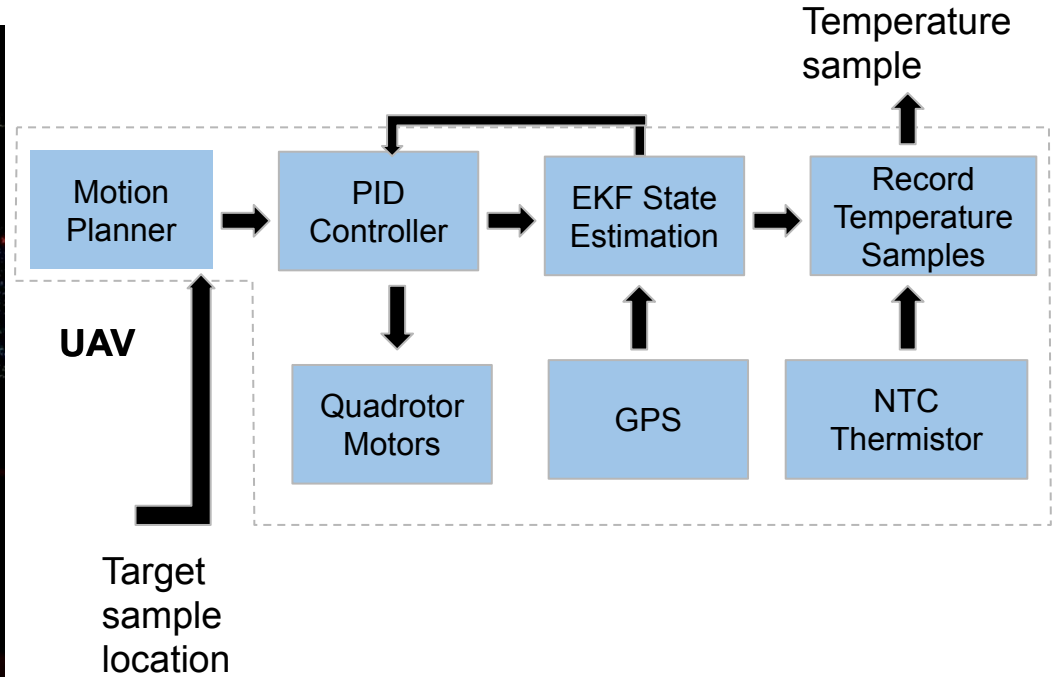 Temperature
sample
Motion
Planner
PID
Controller
EKF State
Estimation
Record
Temperature
Samples
UAV
Quadrotor
Motors
GPS
NTC
Thermistor
Target
sample
location